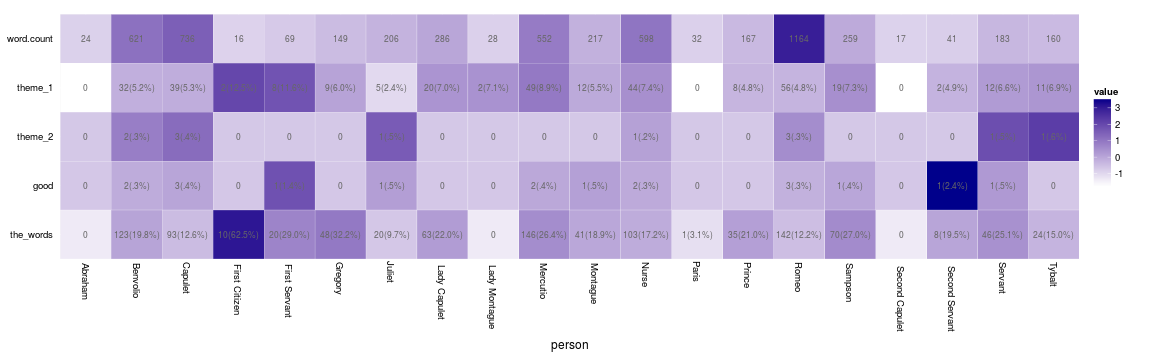 word.count 24 621 16 69 149 206 286 28 552 217 598 32 167 1164 259 17 41 183 160
theme_1 0 32(5.2%) 39(5.3%) 9(6.0%) 5(2.4%) 20(7.0%) 2(7.1%) 49(8.9%) 12(5.5%) 44(7.4%) 0 8(4.8%) 56(4.8%) 19(7.3%) 0 2(4.9%) 12(6.6%) 11(6.9%)
theme_2 0 2(.3%) 3(.4%) 0 0 0 0 0 0 0 1(.2%) 0 0 3(.3%) 0 0 0 1(.6%)
good 0 2(.3%) 3(.4%) 0 0 1(.5%) 0 0 2(.4%) 1(.5%) 2(.3%) 0 0 3(.3%) 1(.4%) 0 1(2.4%) 1(.5%) 0
the_words 0 123(19.8%) 93(12.6%) 10(62.5%) 20(29.0%) 48(32.2%) 20(9.7%) 63(22.0%) 0 146(26.4%) 41(18.9%) 103(17.2%) 1(3.1%) 35(21.0%) 142(12.2%) 70(27.0%) 0 8(19.5%) 46(25.1%) 24(15.0%)
Abraham
Benvolio
Capulet
First Citizen
First Servant
Gregory
Juliet
Lady Capulet
Lady Montague
Mercutio
Montague
Nurse
Paris
Prince
Romeo
Sampson
Second Capulet
Second Servant
Servant
Tybalt
person
value
3
2
1
0
-1